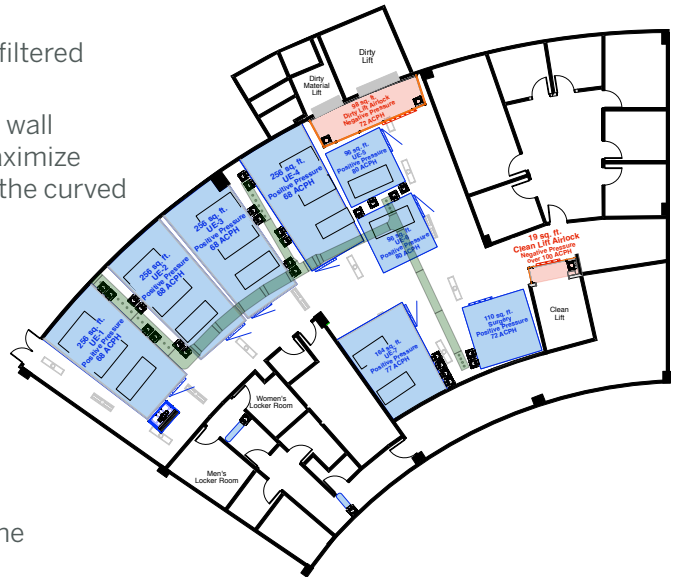 filtered
wall
aximize
the curved
he
Dirty
Lift
Dirty
Material
Lift
98 sq. ft.
Dirty Lift Airlock
Negative Pressure
72 ACPH
96 sq. ft.
UE-5
Positive Pressure
80 ACPH
256 sq. ft.
UE-4
Positive Pressure
68 ACPH
256 sq. ft.
UE-3
Positive Pressure
68 ACPH
96 sq. ft.
UE-6
Positive Pressure
80 ACPH
256 sq. ft.
UE-2
Positive Pressure
68 ACPH
19 sq. ft.
Clean Lift Airlock
Negative Pressure
over 100 ACPH
256 sq. ft.
UE-1
Positive Pressure
68 ACPH
Clean
Lift
110 sq. ft.
Surgery
Positive Pressure
72 ACPH
164 sq. ft.
UE-7
Positive Pressure
77 ACPH
Women's
Locker Room
Men's
Locker Room